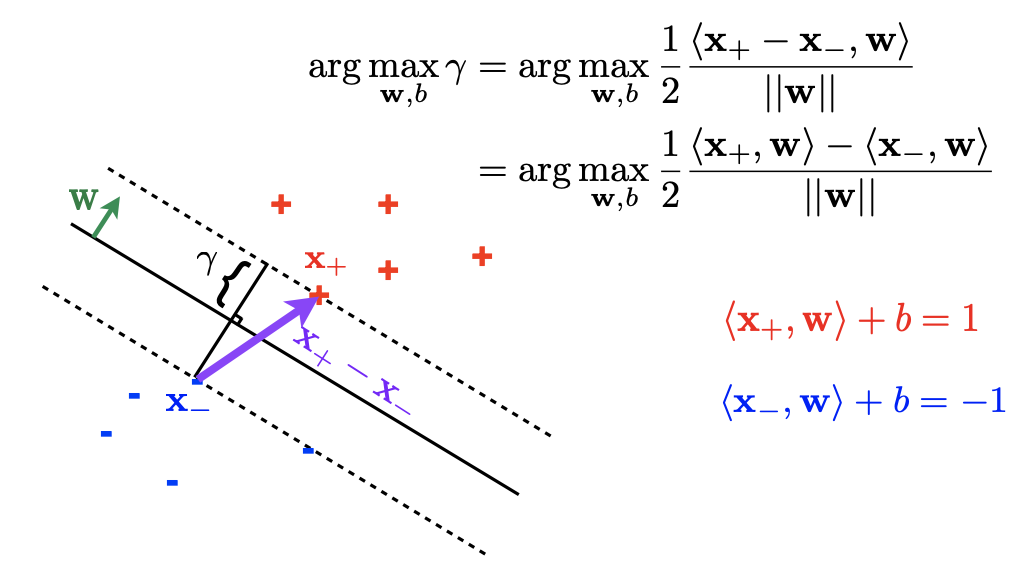 arg max_{w,b} γ = arg max_{w,b} 1/2 ⟨x₊ − x₋, w⟩ / ||w||
= arg max_{w,b} 1/2 ⟨x₊, w⟩ − ⟨x₋, w⟩ / ||w||
w
γ {
x₊
x₊ − x₋
x₋
⟨x₊, w⟩ + b = 1
⟨x₋, w⟩ + b = −1